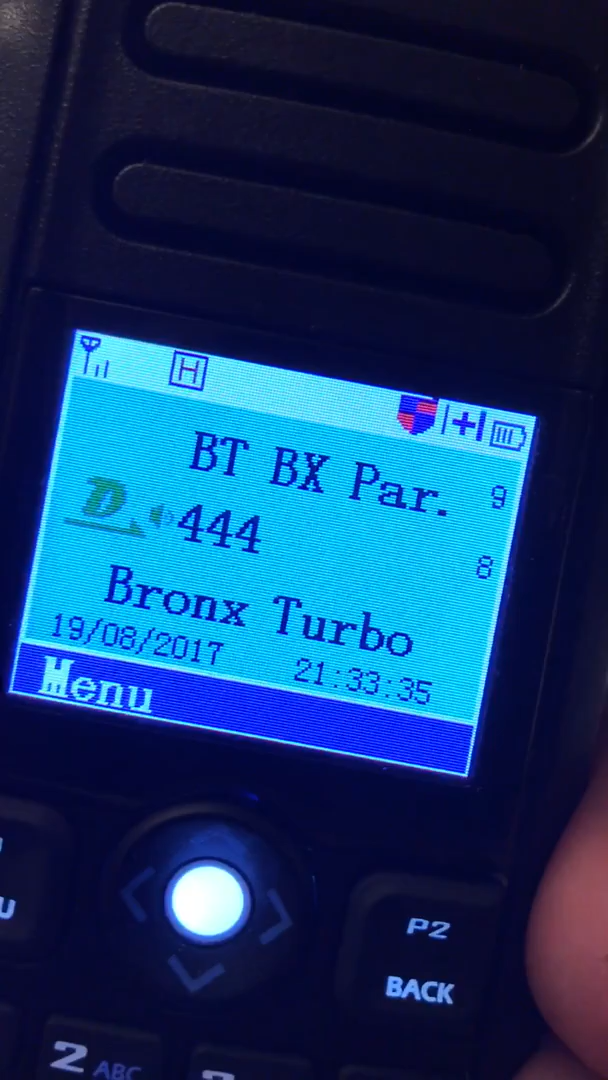 H
BT BX Par. 9
D 444
8
Bronx Turbo
19/08/2017 21:33:35
Menu
U
P2
BACK
2 ABC